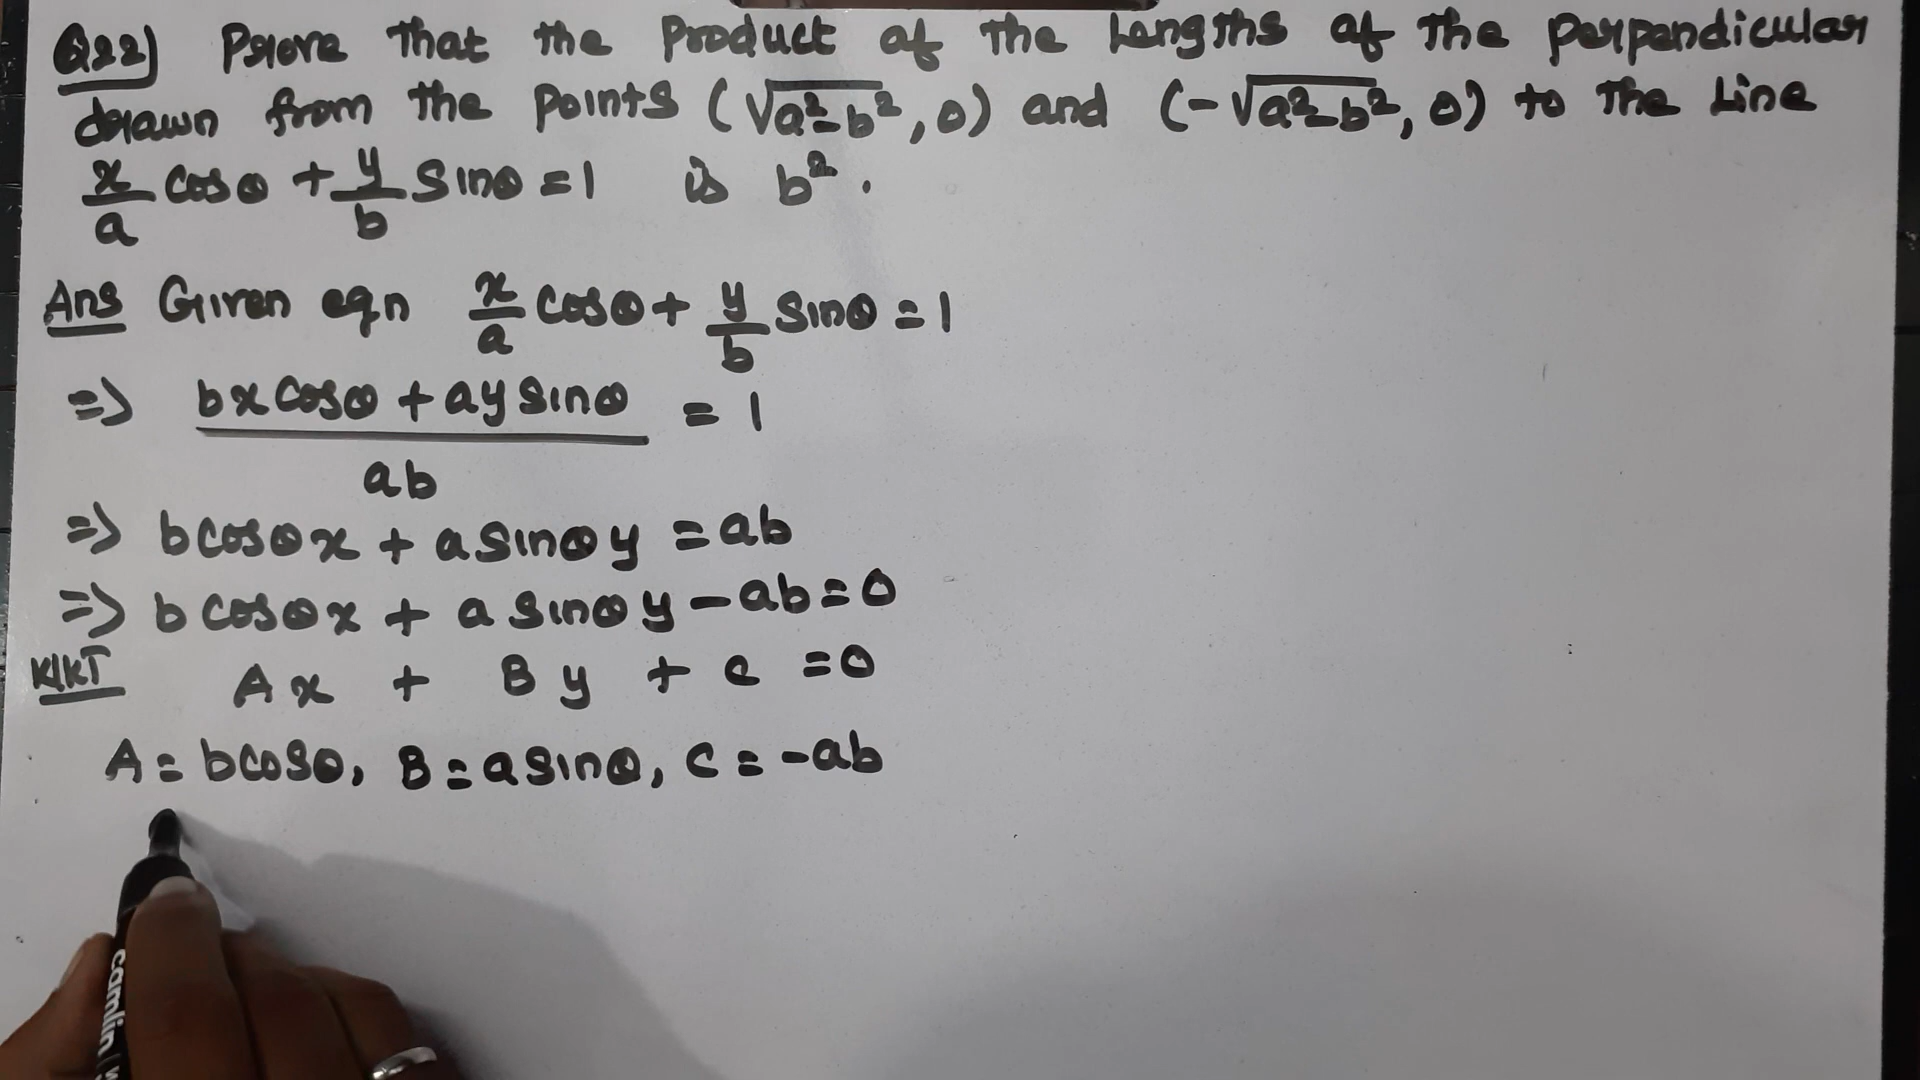 Q22) Prove that the product of the Lengths of the perpendicular
drawn from the points (√a²-b², 0) and (-√a²-b², 0) to the Line
x/a cosθ + y/b sinθ = 1 is b².
Ans Given eqn x/a cosθ + y/b sinθ = 1
=> bx cosθ + ay sinθ / ab = 1
=> b cosθ x + a sinθ y = ab
=> b cosθ x + a sinθ y - ab = 0
WKT Ax + By + C = 0
A = b cosθ, B = a sinθ, C = -ab
camlin